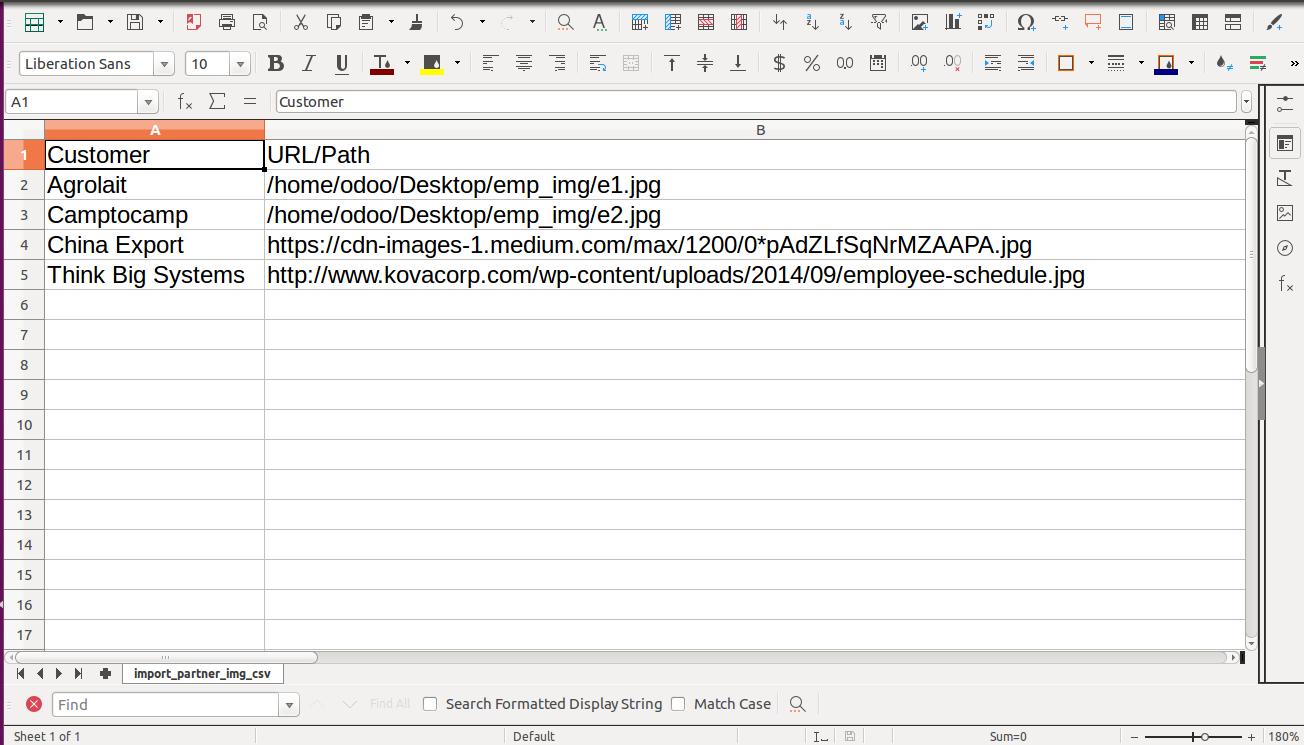 Liberation Sans 10
A1 Customer
A B
1 Customer URL/Path
2 Agrolait /home/odoo/Desktop/emp_img/e1.jpg
3 Camptocamp /home/odoo/Desktop/emp_img/e2.jpg
4 China Export https://cdn-images-1.medium.com/max/1200/0*pAdZLfSqNrMZAAPA.jpg
5 Think Big Systems http://www.kovacorp.com/wp-content/uploads/2014/09/employee-schedule.jpg
6
7
8
9
10
11
12
13
14
15
16
17
import_partner_img_csv
Find Find All Search Formatted Display String Match Case
Sheet 1 of 1 Default Sum=0 180%